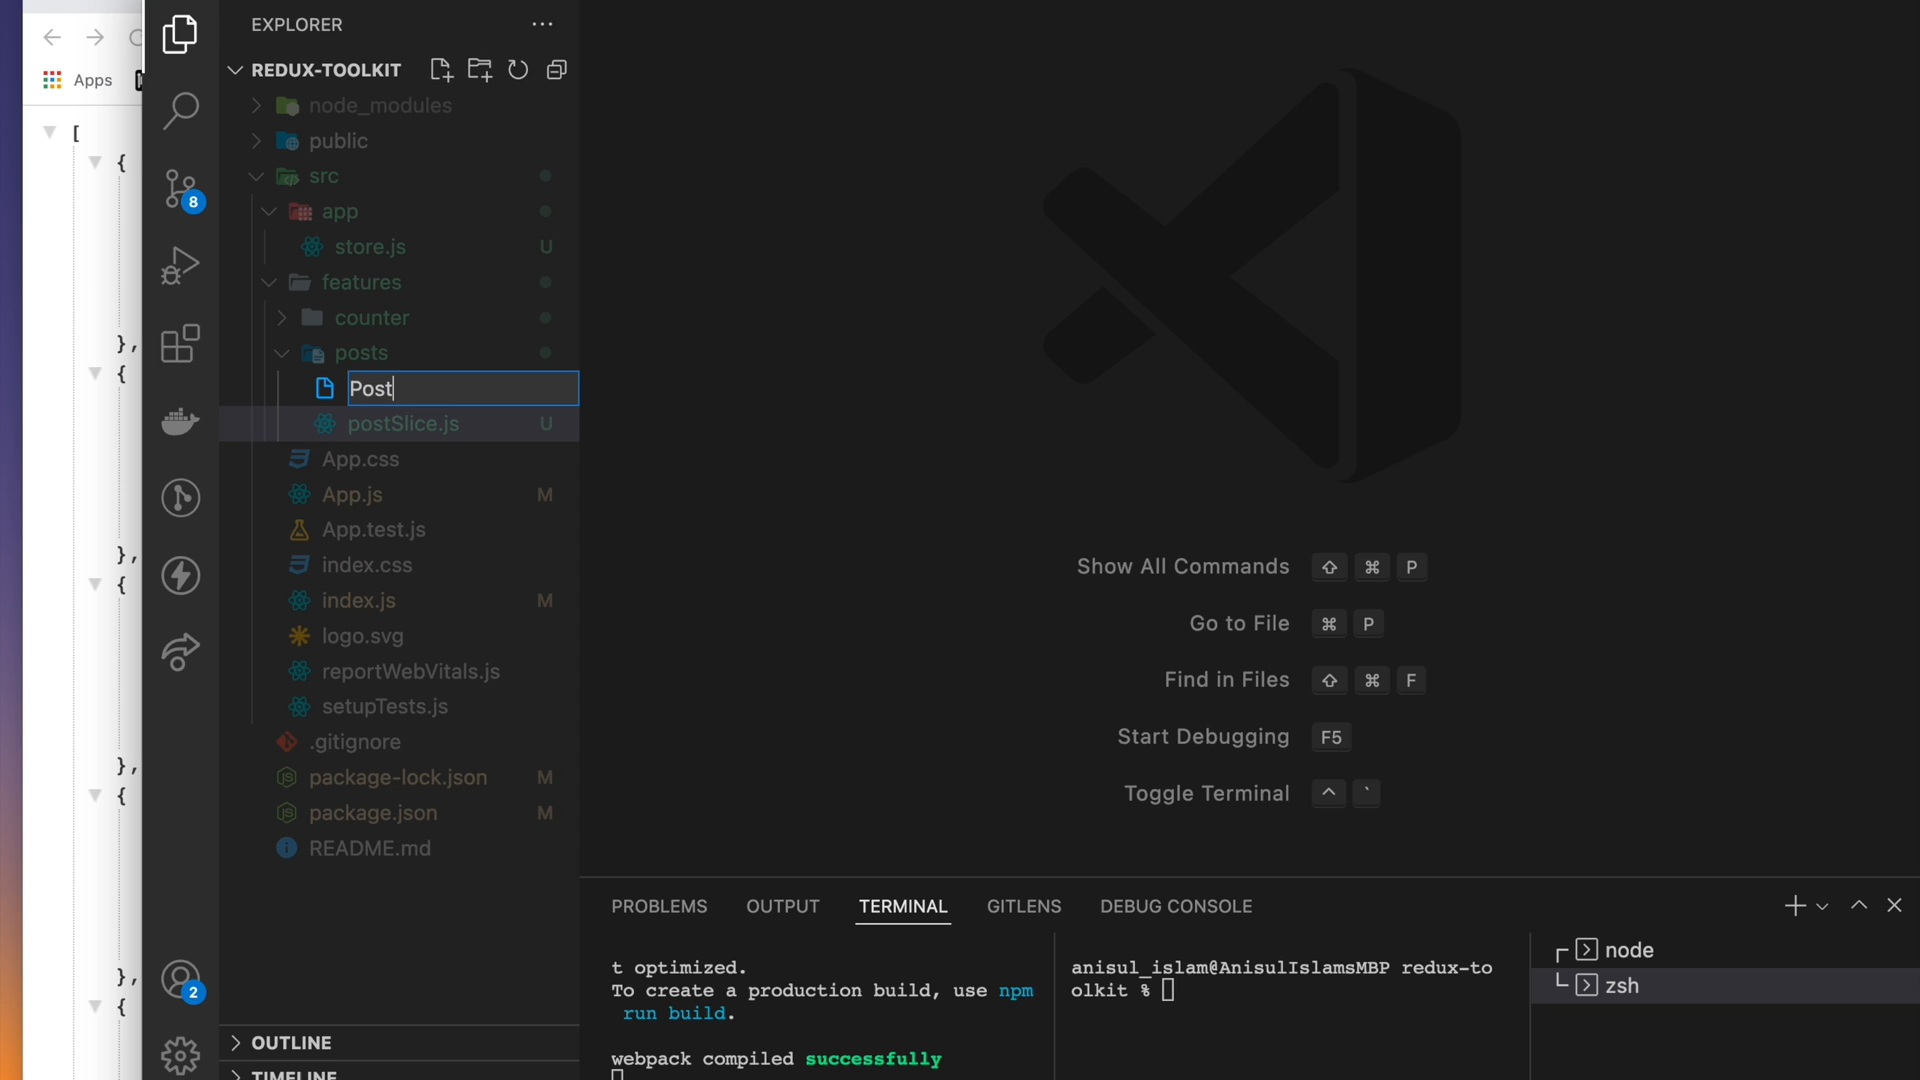 Apps
[
{
},
{
},
{
},
{
},
{
EXPLORER
REDUX-TOOLKIT
node_modules
public
src
app
store.js U
features
counter
posts
Post
postSlice.js U
App.css
App.js M
App.test.js
index.css
index.js M
logo.svg
reportWebVitals.js
setupTests.js
.gitignore
package-lock.json M
package.json M
README.md
OUTLINE
TIMELINE
8
2
Show All Commands ⇧ ⌘ P
Go to File ⌘ P
Find in Files ⇧ ⌘ F
Start Debugging F5
Toggle Terminal ^ `
PROBLEMS OUTPUT TERMINAL GITLENS DEBUG CONSOLE
t optimized.
To create a production build, use npm
run build.
webpack compiled successfully
anisul_islam@AnisulIslamsMBP redux-to
olkit %
node
zsh